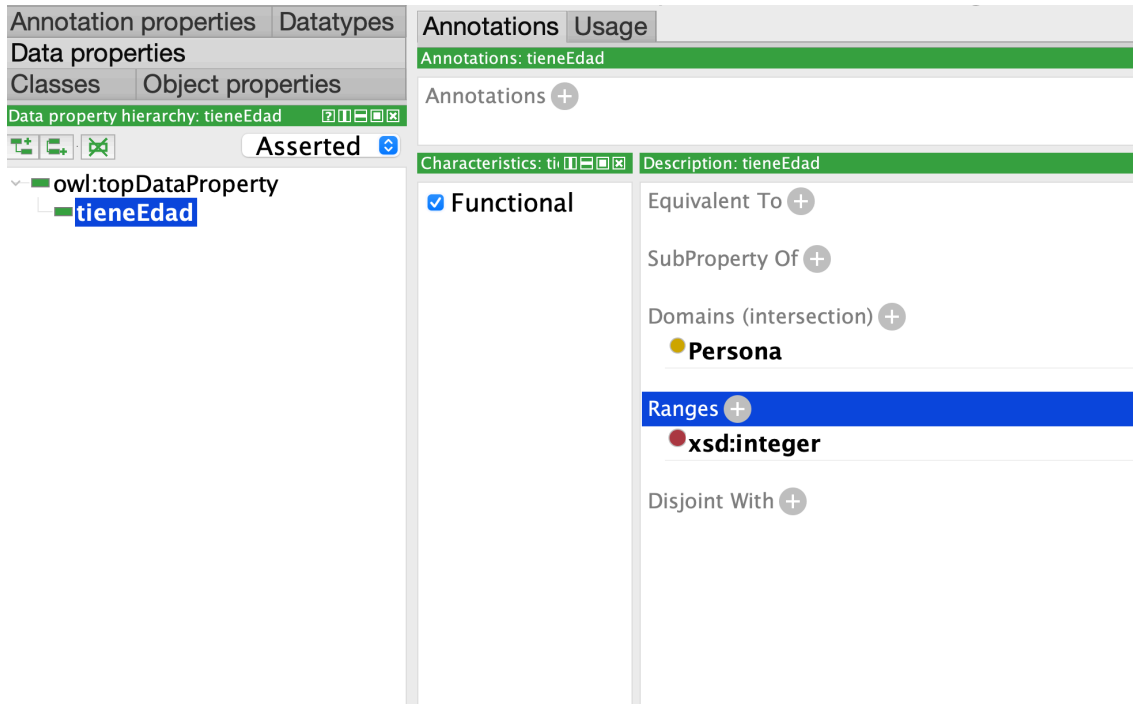 Annotation properties Datatypes
Data properties
Classes Object properties
Data property hierarchy: tieneEdad
Asserted
owl:topDataProperty
tieneEdad
Annotations Usage
Annotations: tieneEdad
Annotations
Characteristics: ti
Functional
Description: tieneEdad
Equivalent To
SubProperty Of
Domains (intersection)
Persona
Ranges
xsd:integer
Disjoint With